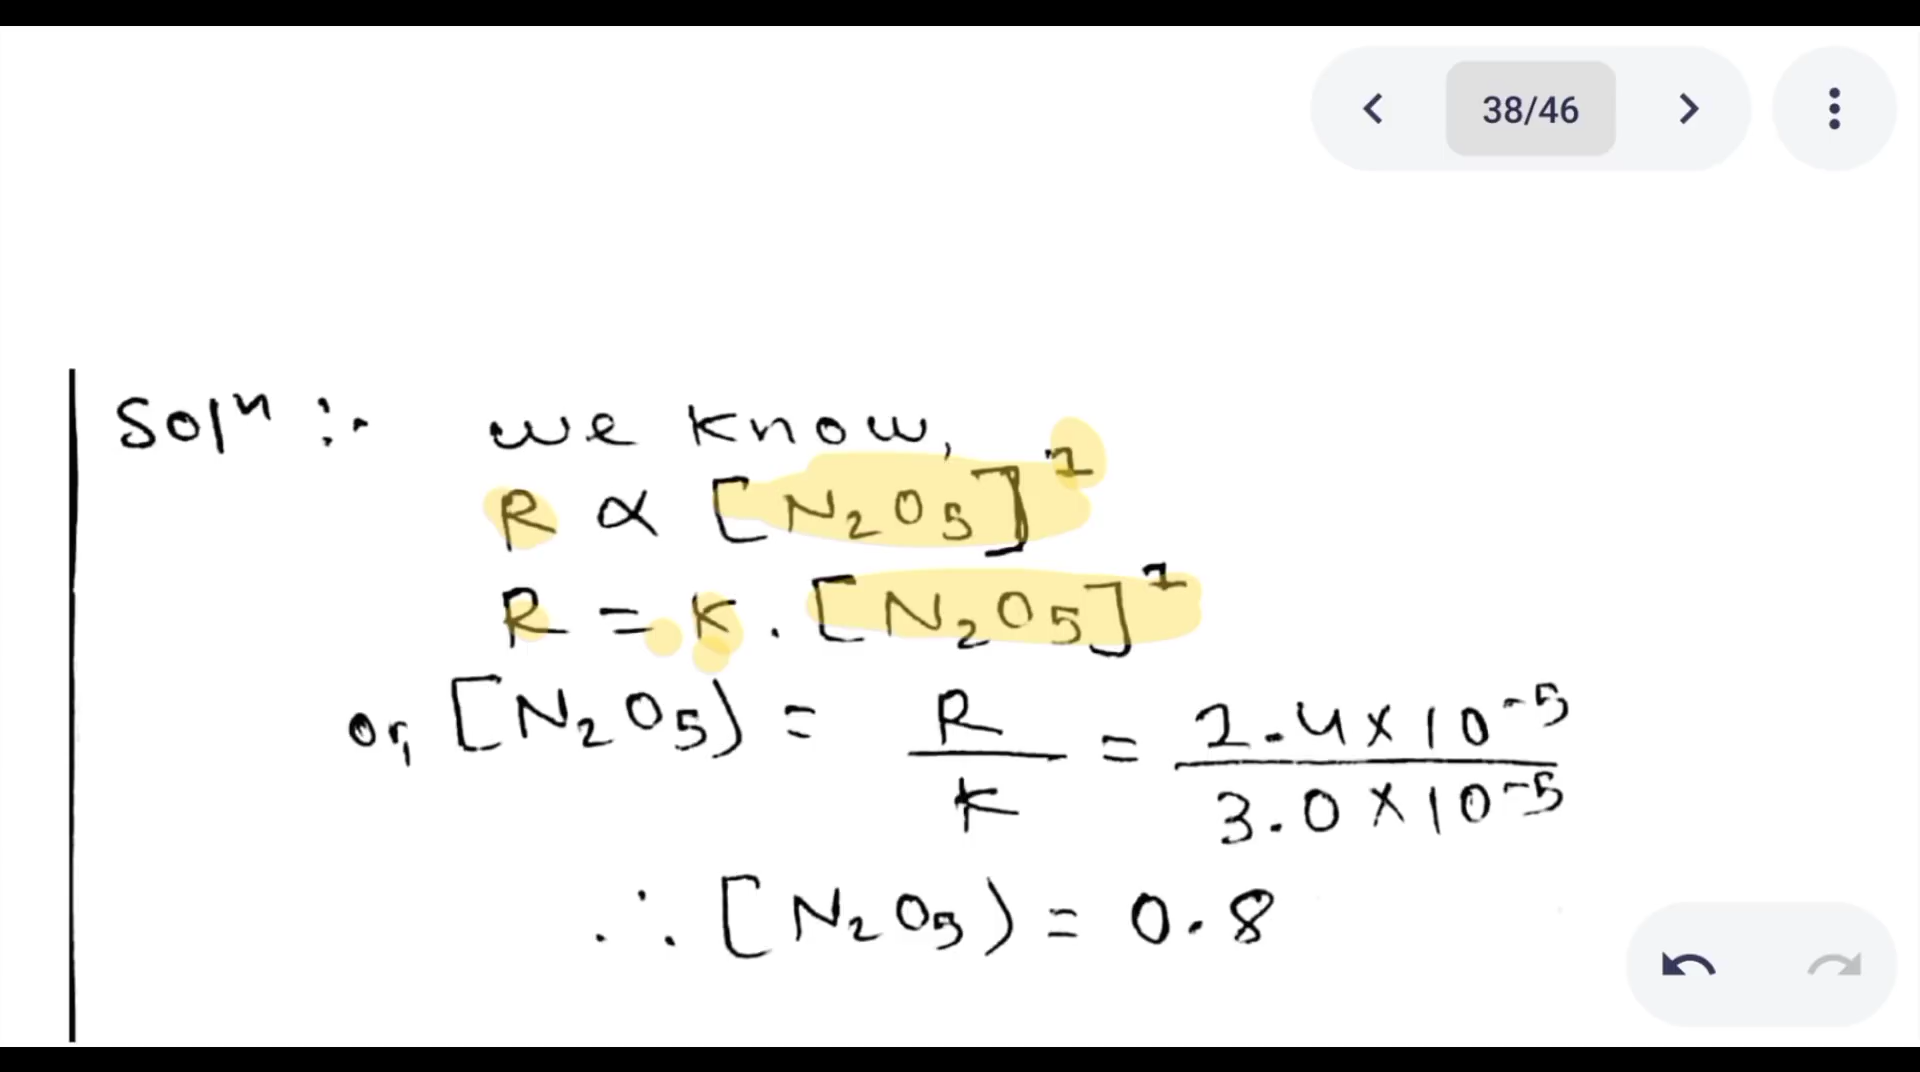 38/46
Solⁿ :- we know,
R ∝ [N₂O₅]¹
R = K . [N₂O₅]¹
or, [N₂O₅) = R/K = 2.4 × 10⁻⁵ / 3.0 × 10⁻⁵
∴ [N₂O₅) = 0.8